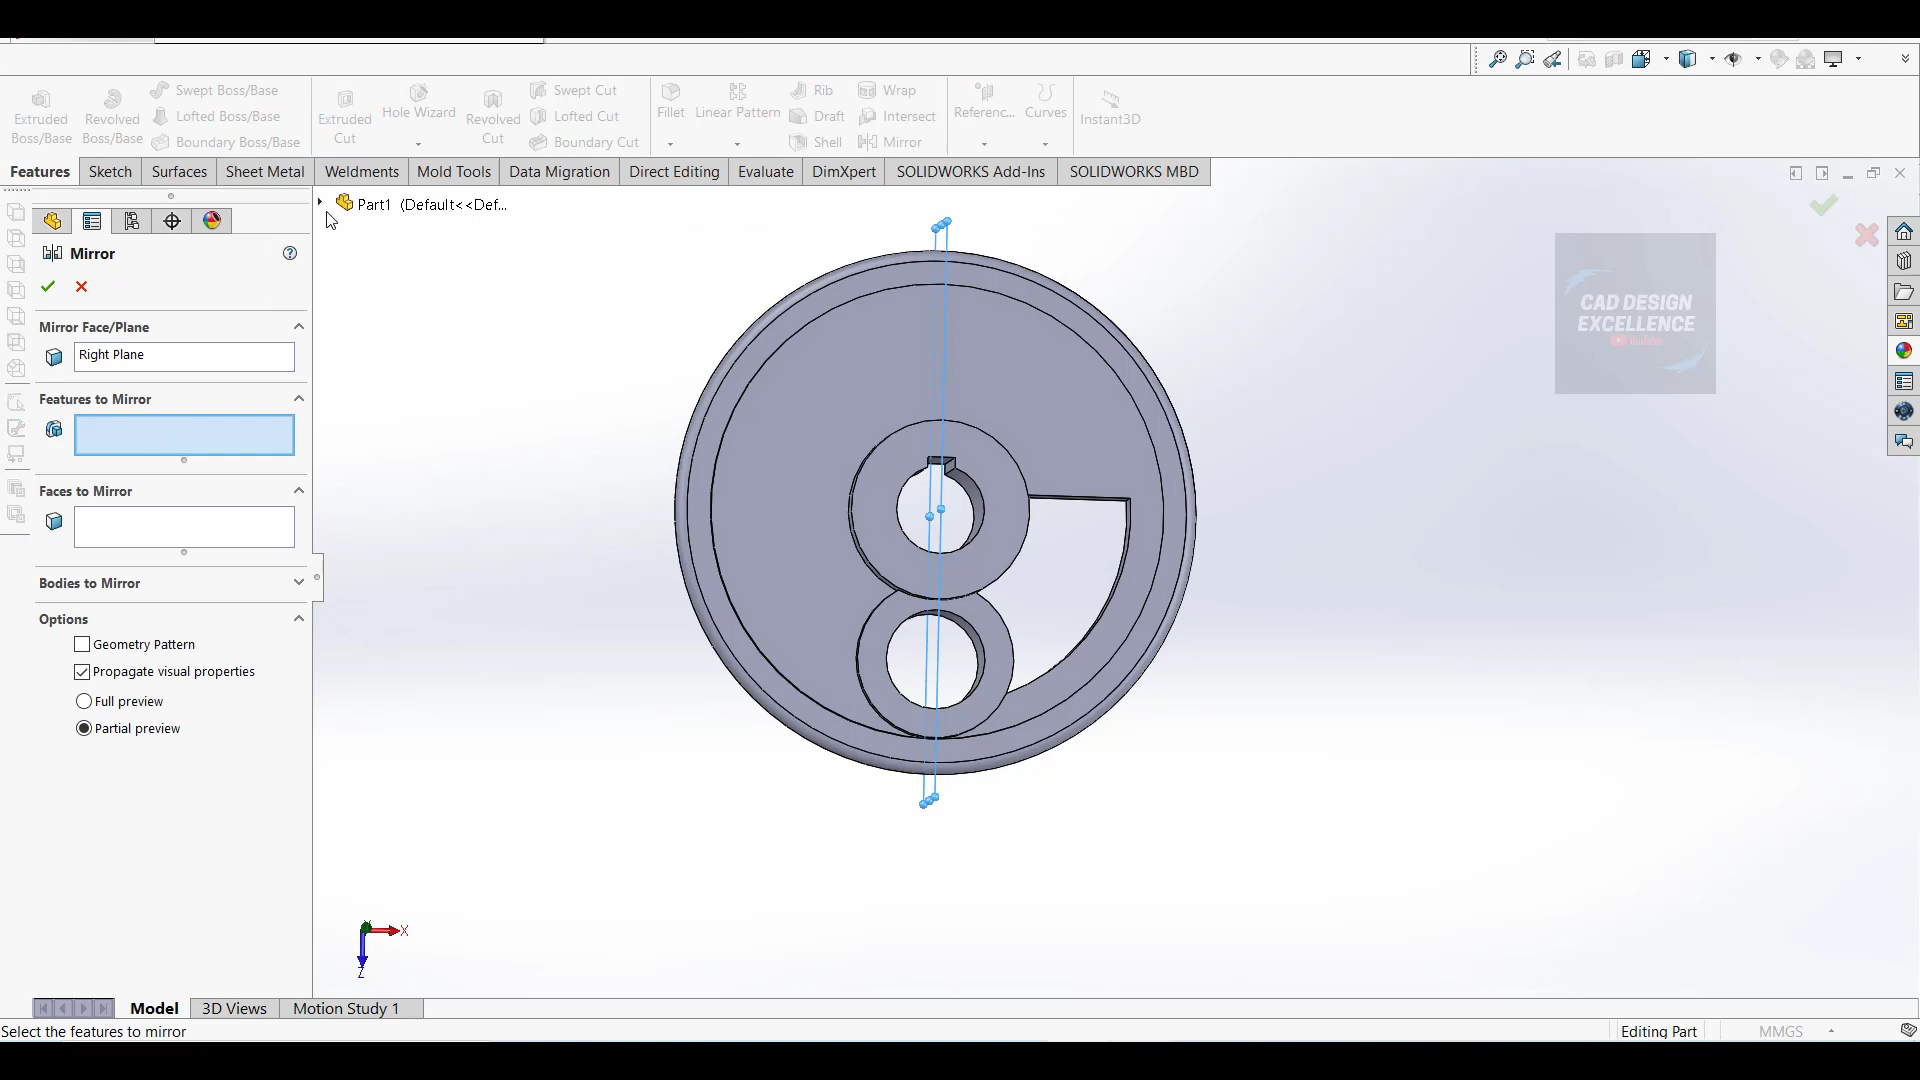 Extruded Boss/Base
Revolved Boss/Base
Swept Boss/Base
Lofted Boss/Base
Boundary Boss/Base
Extruded Cut
Hole Wizard
Revolved Cut
Swept Cut
Lofted Cut
Boundary Cut
Fillet
Linear Pattern
Rib
Draft
Shell
Wrap
Intersect
Mirror
Referenc...
Curves
Instant3D
Features
Sketch
Surfaces
Sheet Metal
Weldments
Mold Tools
Data Migration
Direct Editing
Evaluate
DimXpert
SOLIDWORKS Add-Ins
SOLIDWORKS MBD
Part1 (Default<<Def...
Mirror
Mirror Face/Plane
Right Plane
Features to Mirror
Faces to Mirror
Bodies to Mirror
Options
Geometry Pattern
Propagate visual properties
Full preview
Partial preview
CAD DESIGN
EXCELLENCE
YouTube
X
Z
Model
3D Views
Motion Study 1
Select the features to mirror
Editing Part
MMGS